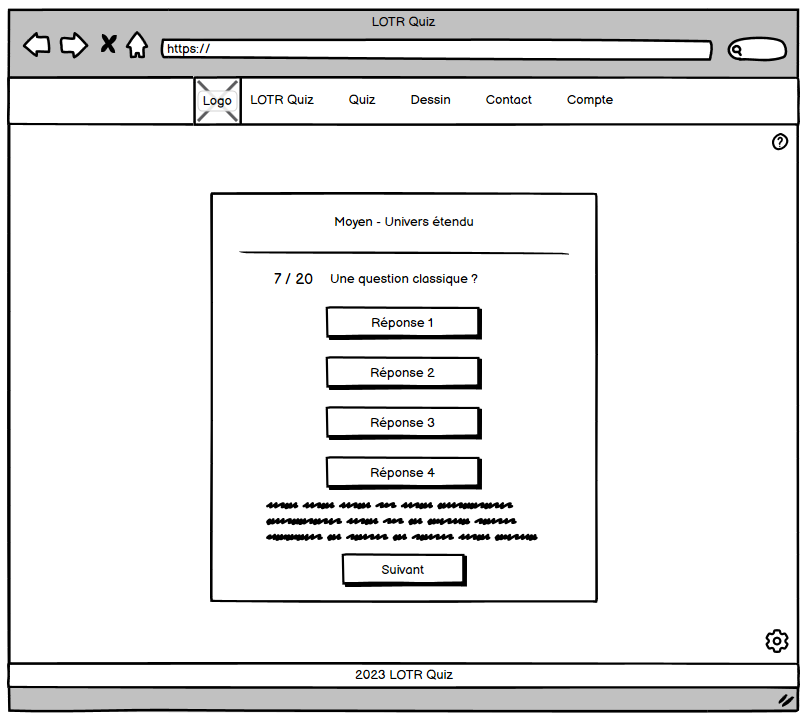 LOTR Quiz
https://
Logo LOTR Quiz Quiz Dessin Contact Compte
?
Moyen - Univers étendu
7 / 20 Une question classique ?
Réponse 1
Réponse 2
Réponse 3
Réponse 4
Suivant
2023 LOTR Quiz